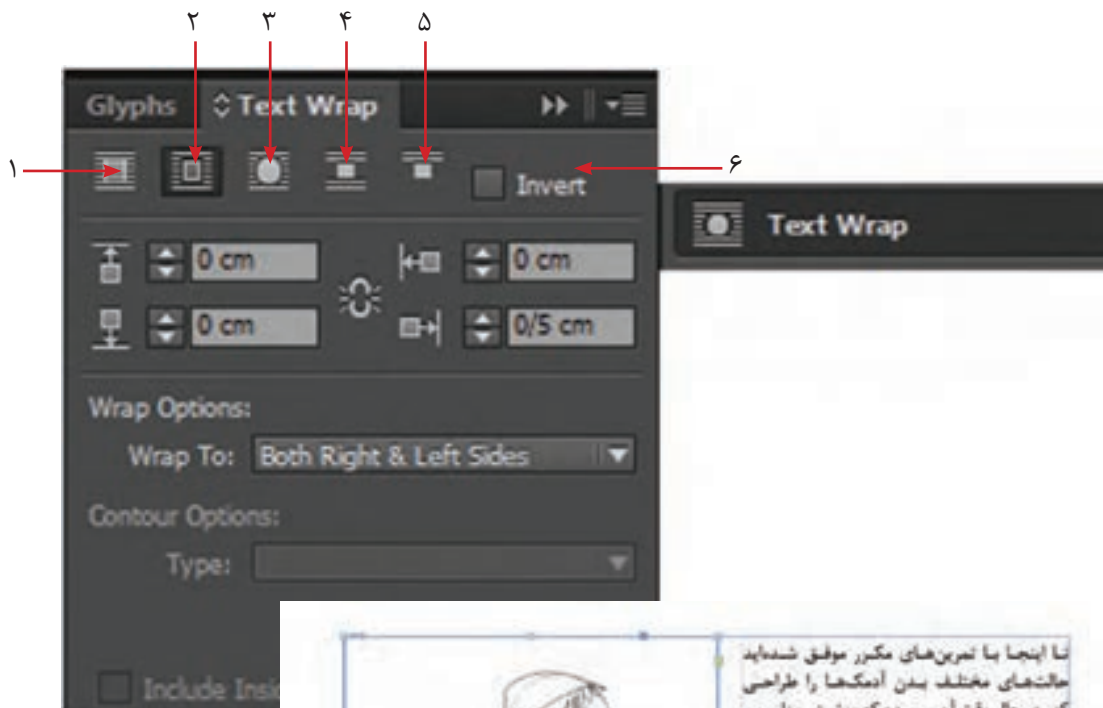 ۲ ۳ ۴ ۵
Glyphs Text Wrap
۱
۶
Invert
Text Wrap
0 cm 0 cm
0 cm 0/5 cm
Wrap Options:
Wrap To: Both Right & Left Sides
Contour Options:
Type:
Include
تا اینجا با تمرین‌های مکرر موفق شده‌اید
حالت‌های مختلف بدن آدمک‌ها را طراحی